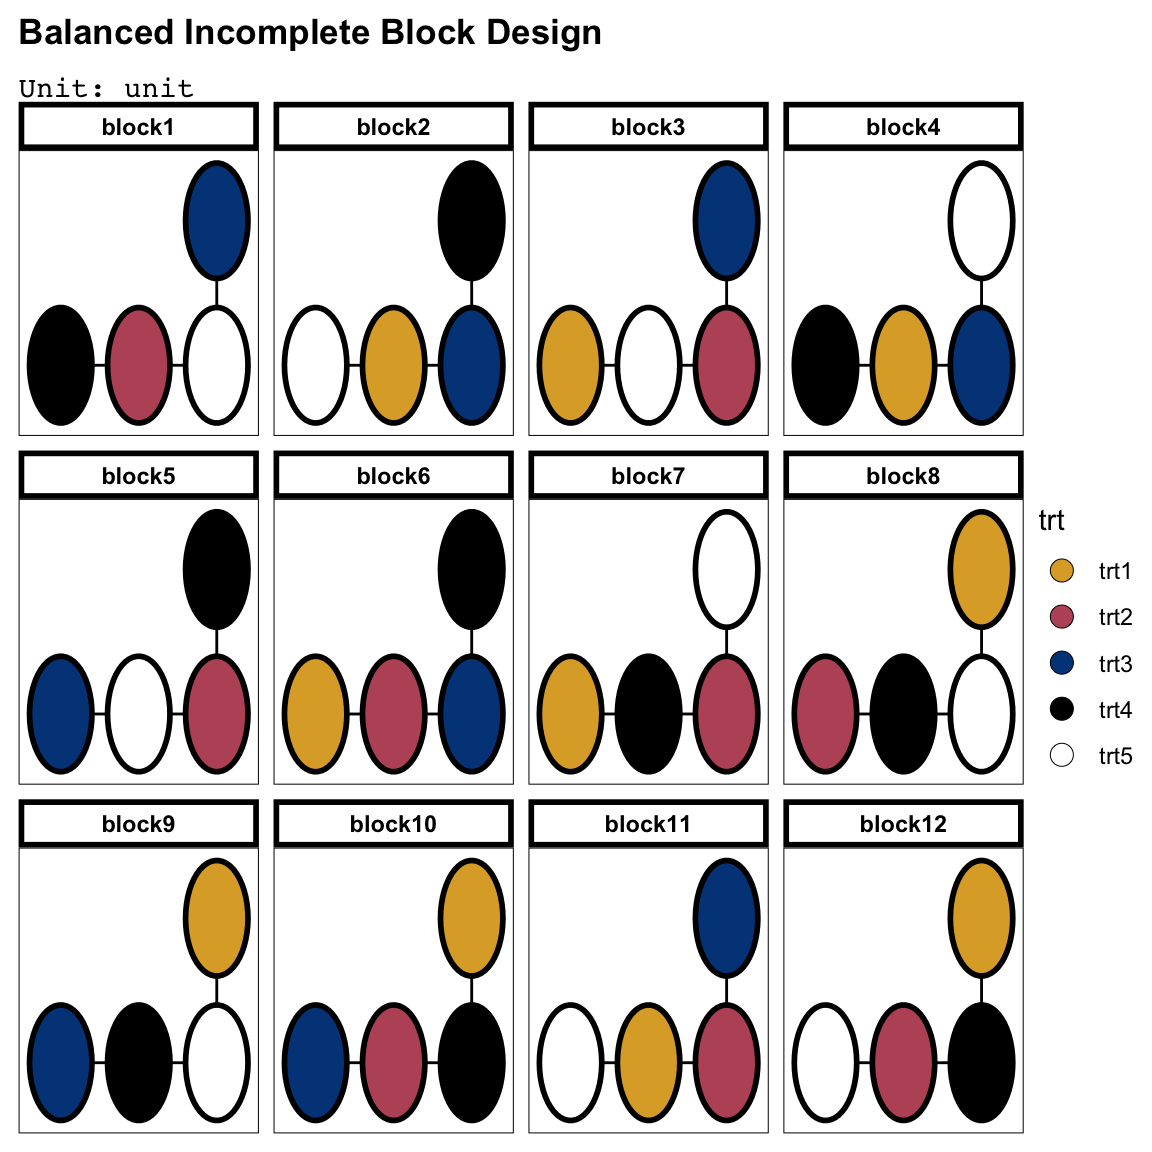 Balanced Incomplete Block Design
Unit: unit
block1
block2
block3
block4
block5
block6
block7
block8
trt
trt1
trt2
trt3
trt4
trt5
block9
block10
block11
block12